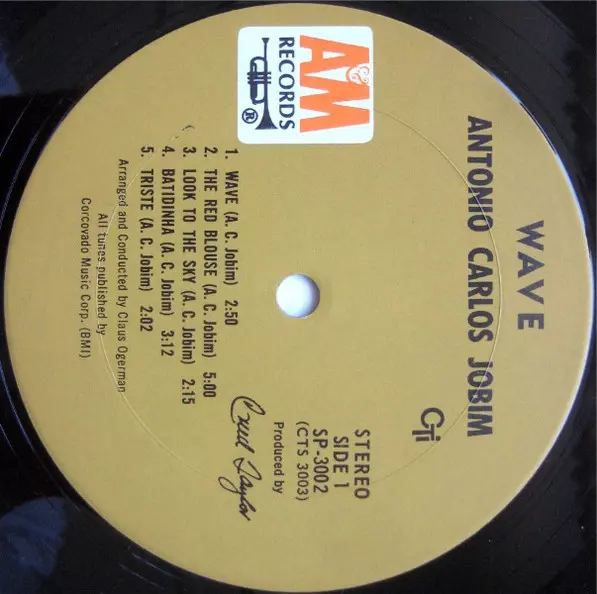 WAVE
ANTONIO CARLOS JOBIM
A&M
RECORDS
®
CTi
STEREO
SIDE 1
SP-3002
(CTS 3003)
Produced by
Creed Taylor
1. WAVE (A. C. Jobim) 2:50
2. THE RED BLOUSE (A. C. Jobim) 5:00
3. LOOK TO THE SKY (A. C. Jobim) 2:15
4. BATIDINHA (A. C. Jobim) 3:12
5. TRISTE (A. C. Jobim) 2:02
Arranged and Conducted by Claus Ogerman
All tunes published by
Corcovado Music Corp. (BMI)